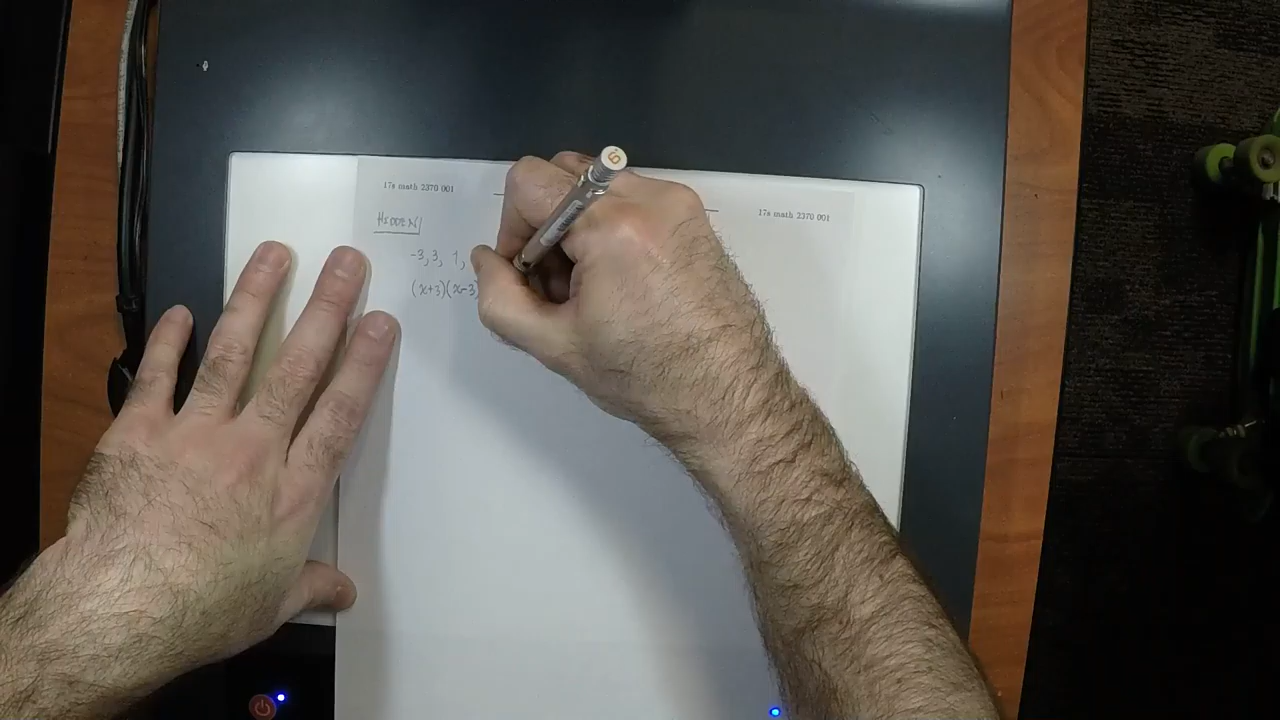 17s math 2370 001
17s math 2370 001
HIDDEN
-3, 3, 1,
(x+3)(x-3)